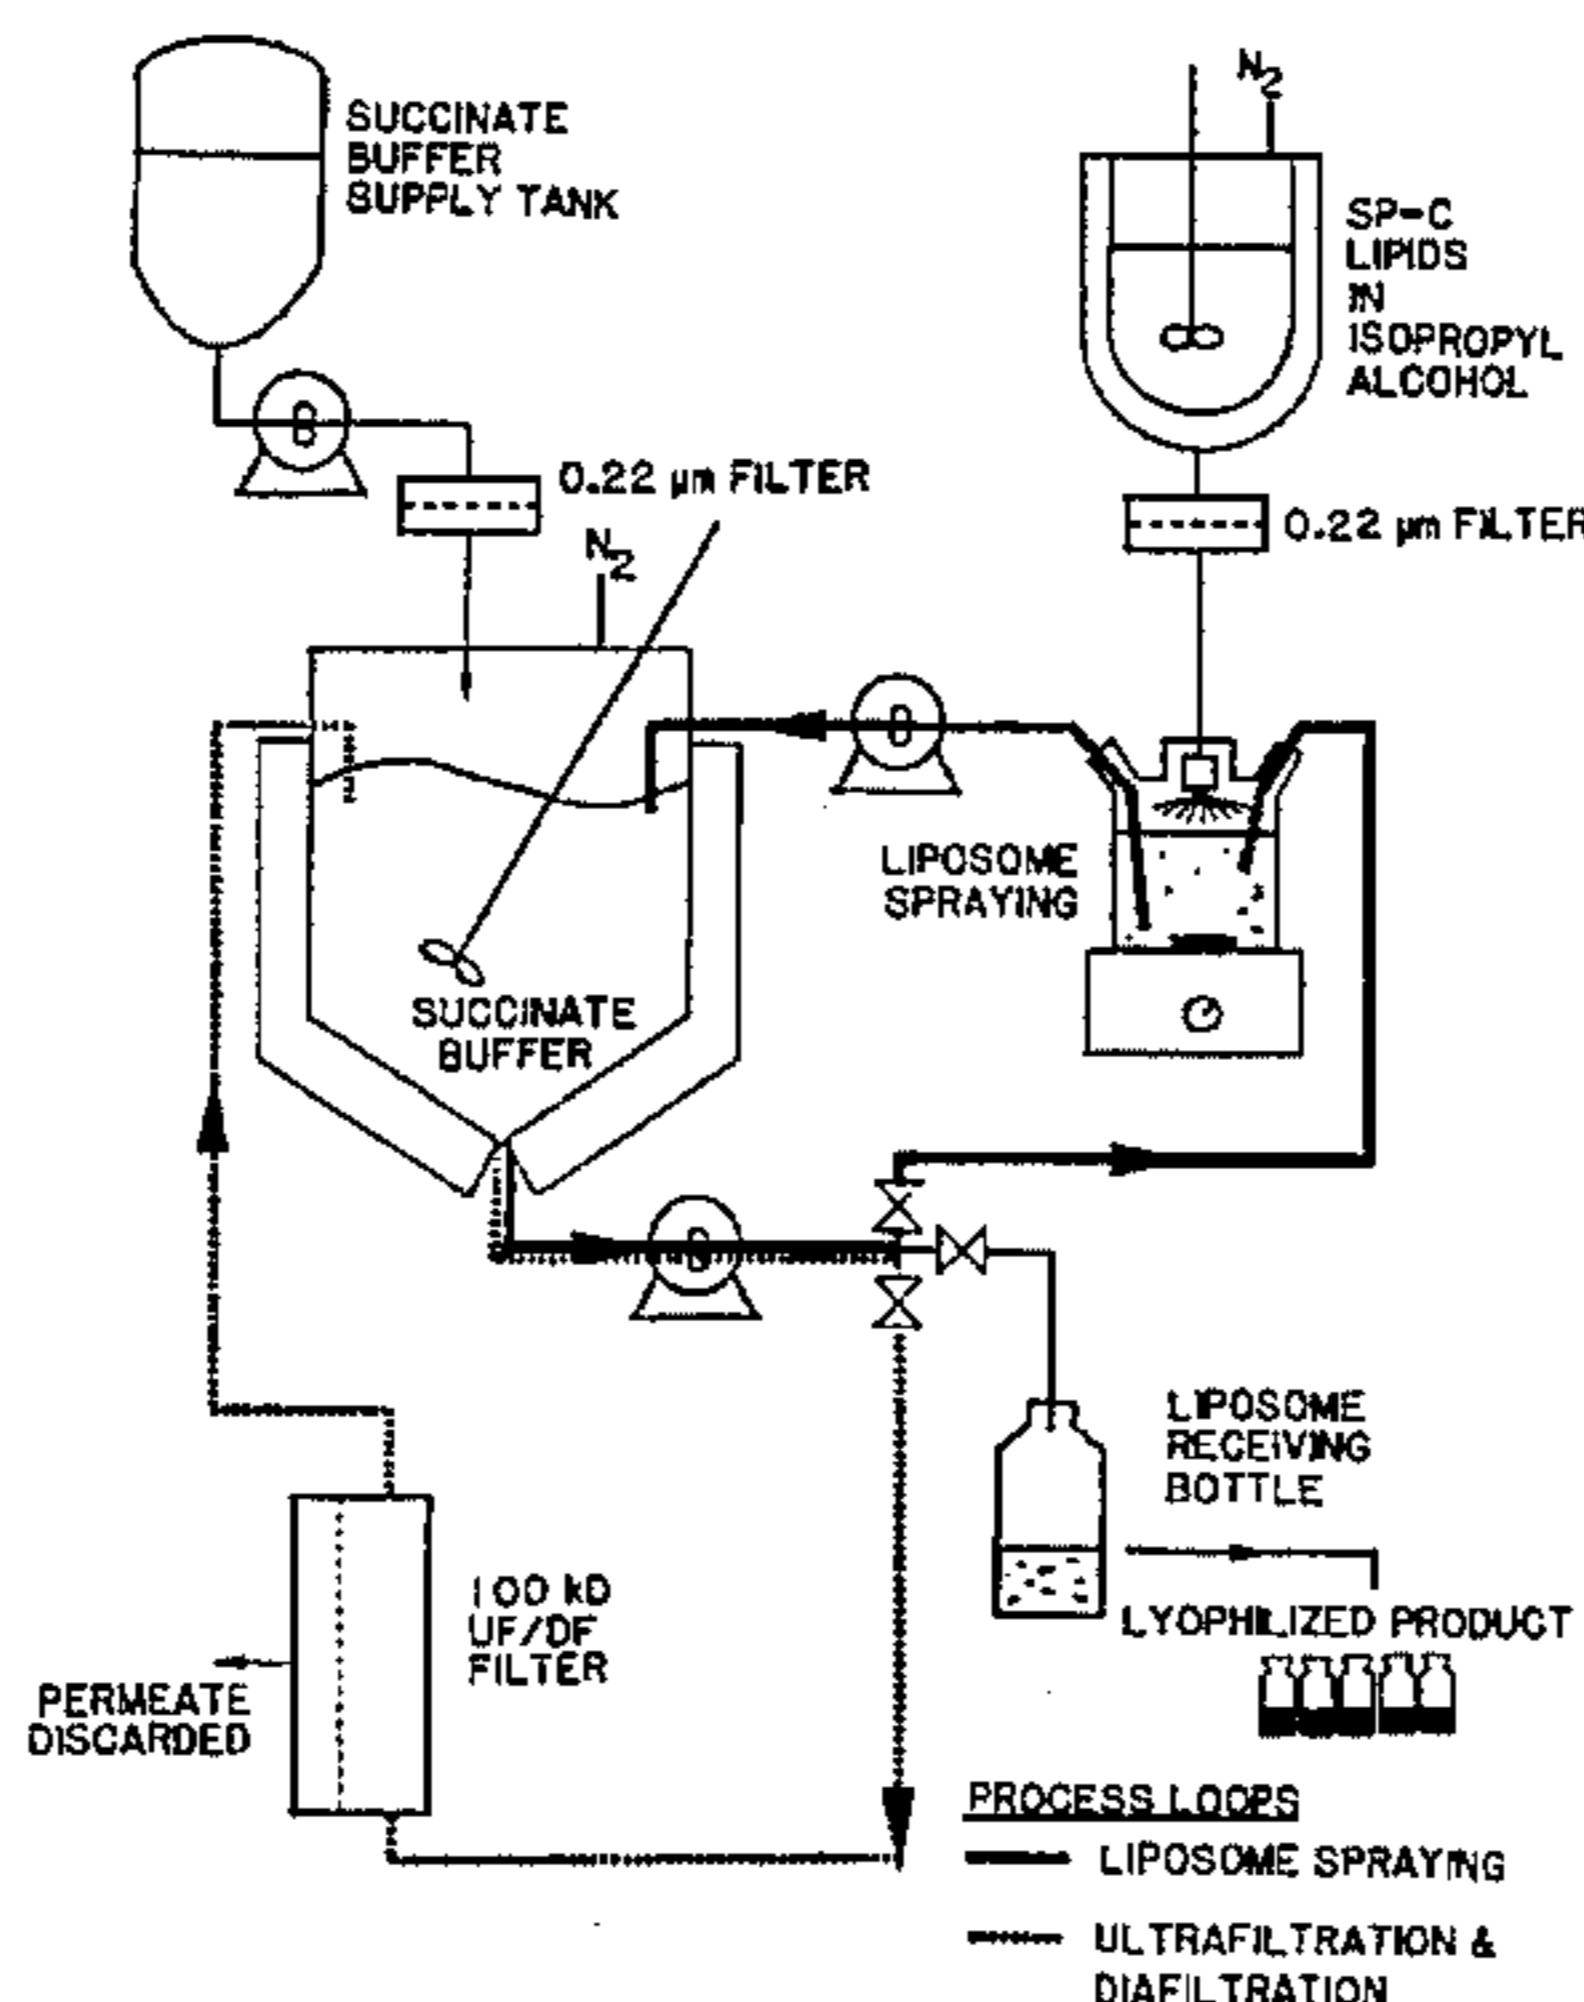 SUCCINATE
BUFFER
SUPPLY TANK
N2
SP-C
LIPIDS
IN
ISOPROPYL
ALCOHOL
0.22 µm FILTER
0.22 µm FILTER
N2
LIPOSOME
SPRAYING
SUCCINATE
BUFFER
LIPOSOME
RECEIVING
BOTTLE
100 kD
UF/DF
FILTER
LYOPHILIZED PRODUCT
PERMEATE
DISCARDED
PROCESS LOOPS
LIPOSOME SPRAYING
ULTRAFILTRATION &
DIAFILTRATION